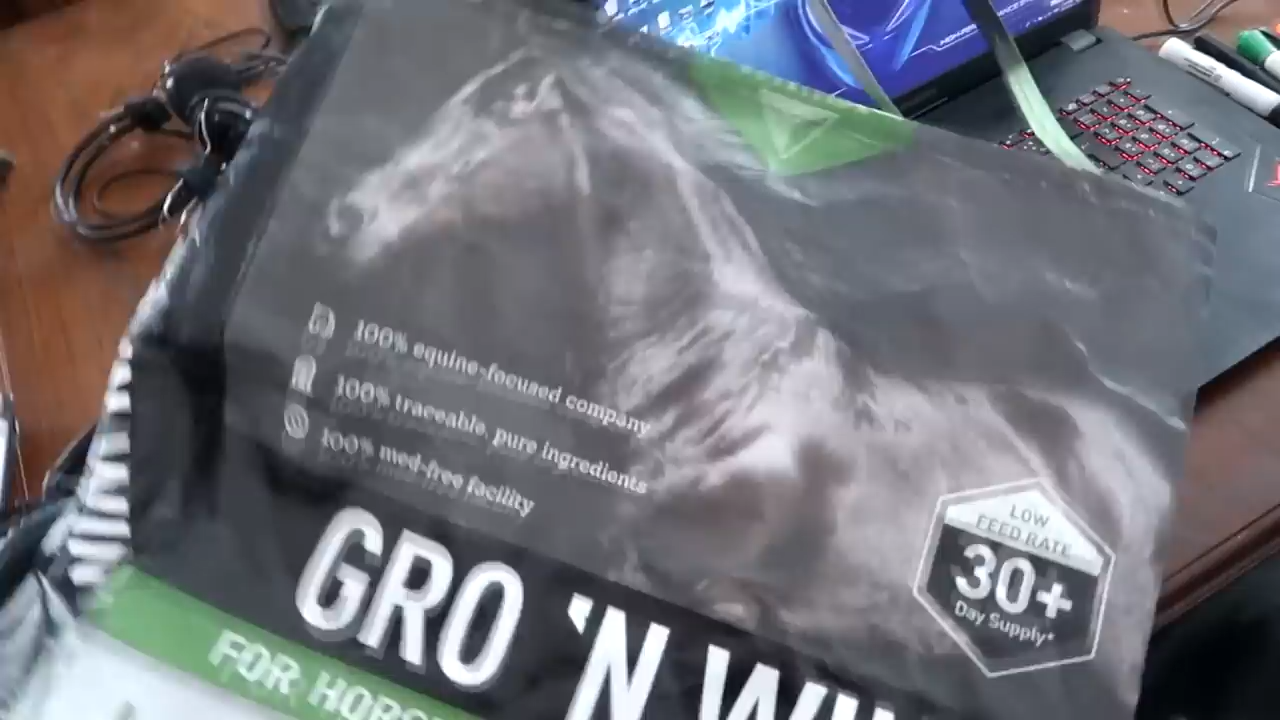 100% equine-focused company
100% traceable, pure ingredients
100% med-free facility
LOW
FEED RATE
30+
Day Supply*
GRO 'N
FOR